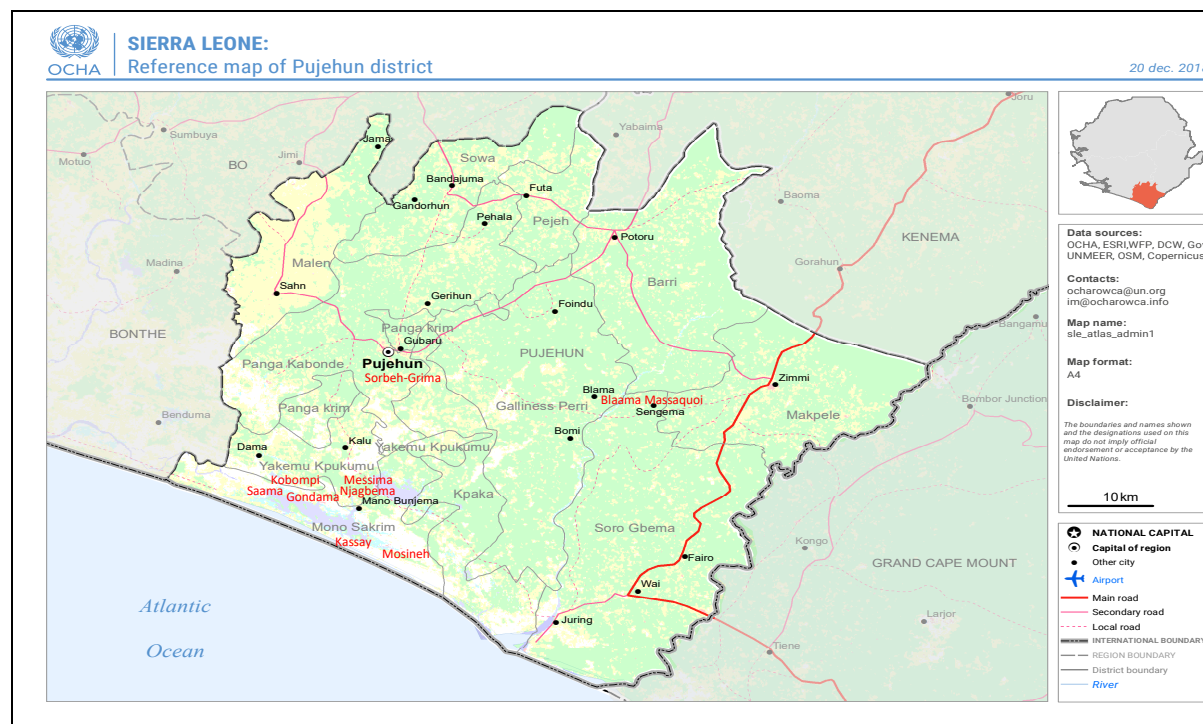 OCHA
SIERRA LEONE:
Reference map of Pujehun district
20 dec. 2018
Joru
Sumbuya
Yabaima
Motuo
BO
Jimi
Jama
Sowa
Bandajuma
Futa
Gandorhun
Baoma
Pehala
Pejeh
Potoru
KENEMA
Madina
Malen
Gorahun
Sahn
Barri
Gerihun
Foindu
Bangamu
BONTHE
Panga krim
Gubaru
PUJEHUN
Pujehun
Panga Kabonde
Sorbeh-Grima
Zimmi
Blama
Blaama Massaquoi
Bombor Junction
Panga krim
Galliness Perri
Sengema
Makpele
Benduma
Bomi
Kalu
Yakemu Kpukumu
Dama
Yakemu Kpukumu
Kobompi
Messima
Saama
Gondama
Njagbema
Kpaka
Mano Bunjema
Mono Sakrim
Soro Gbema
Kassay
Mosineh
Kongo
Fairo
GRAND CAPE MOUNT
Wai
Atlantic
Ocean
Juring
Larjor
Tiene
Data sources:
OCHA, ESRI,WFP, DCW, Gov
UNMEER, OSM, Copernicus
Contacts:
ocharowca@un.org
im@ocharowca.info
Map name:
sle_atlas_admin1
Map format:
A4
Disclaimer:
The boundaries and names shown
and the designations used on this
map do not imply official
endorsement or acceptance by the
United Nations.
10 km
NATIONAL CAPITAL
Capital of region
Other city
Airport
Main road
Secondary road
Local road
INTERNATIONAL BOUNDARY
REGION BOUNDARY
District boundary
River